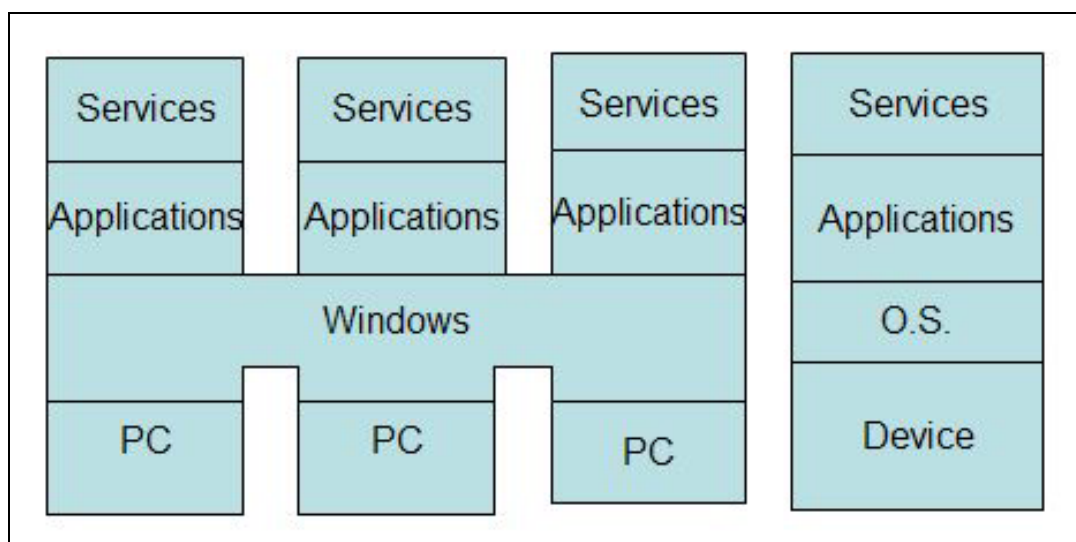 Services
Services
Services
Services
Applications
Applications
Applications
Applications
Windows
O.S.
PC
PC
PC
Device